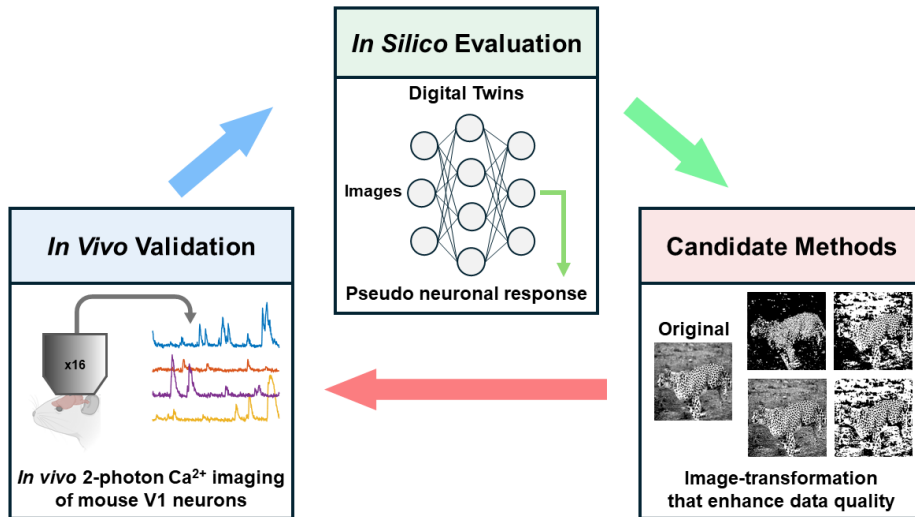 In Silico Evaluation
Digital Twins
Images
Pseudo neuronal response
In Vivo Validation
x16
In vivo 2-photon Ca²⁺ imaging
of mouse V1 neurons
Candidate Methods
Original
Image-transformation
that enhance data quality